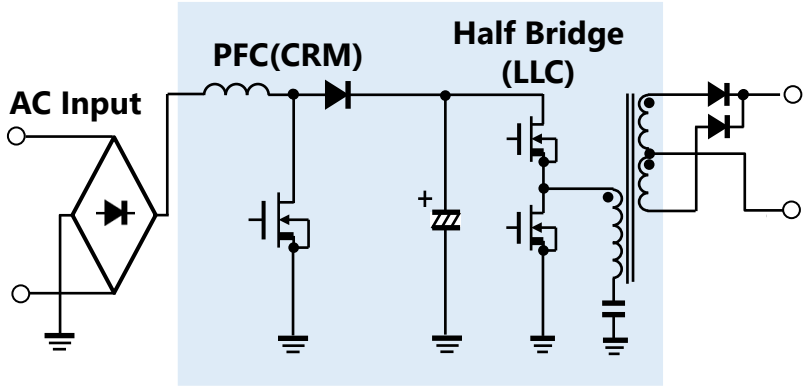 Half Bridge
(LLC)
PFC(CRM)
AC Input
+